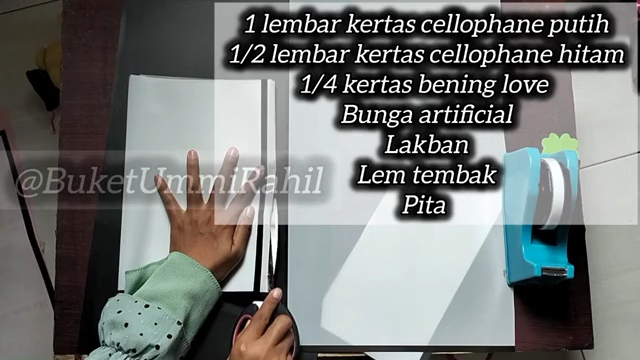 1 lembar kertas cellophane putih
1/2 lembar kertas cellophane hitam
1/4 kertas bening love
Bunga artificial
Lakban
@BuketUmmiRahil
Lem tembak
Pita